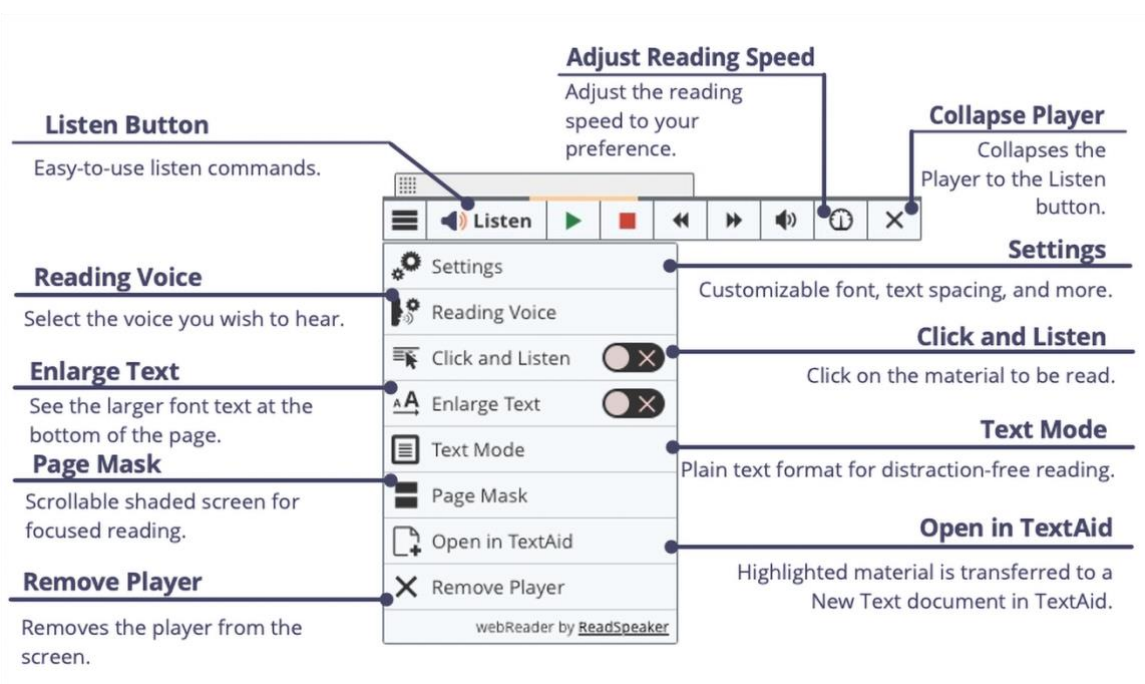 Adjust Reading Speed
Adjust the reading
speed to your
preference.
Listen Button
Easy-to-use listen commands.
Collapse Player
Collapses the
Player to the Listen
button.
Listen
Settings
Reading Voice
Click and Listen
Enlarge Text
Text Mode
Page Mask
Open in TextAid
Remove Player
webReader by ReadSpeaker
Reading Voice
Select the voice you wish to hear.
Enlarge Text
See the larger font text at the
bottom of the page.
Page Mask
Scrollable shaded screen for
focused reading.
Remove Player
Removes the player from the
screen.
Settings
Customizable font, text spacing, and more.
Click and Listen
Click on the material to be read.
Text Mode
Plain text format for distraction-free reading.
Open in TextAid
Highlighted material is transferred to a
New Text document in TextAid.